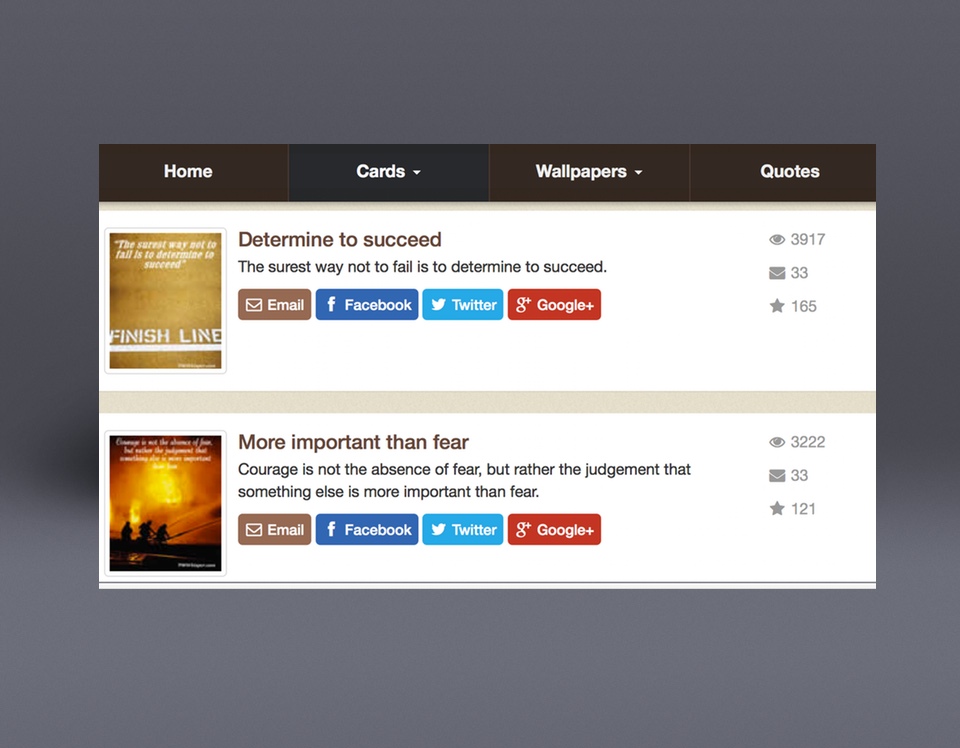 Home Cards Wallpapers Quotes
"The surest way not to
fail is to determine to
succeed"
FINISH LINE
Determine to succeed
The surest way not to fail is to determine to succeed.
Email Facebook Twitter Google+
3917
33
165
Courage is not the absence of fear,
but rather the judgement that
something else is more important
than fear.
More important than fear
Courage is not the absence of fear, but rather the judgement that
something else is more important than fear.
Email Facebook Twitter Google+
3222
33
121